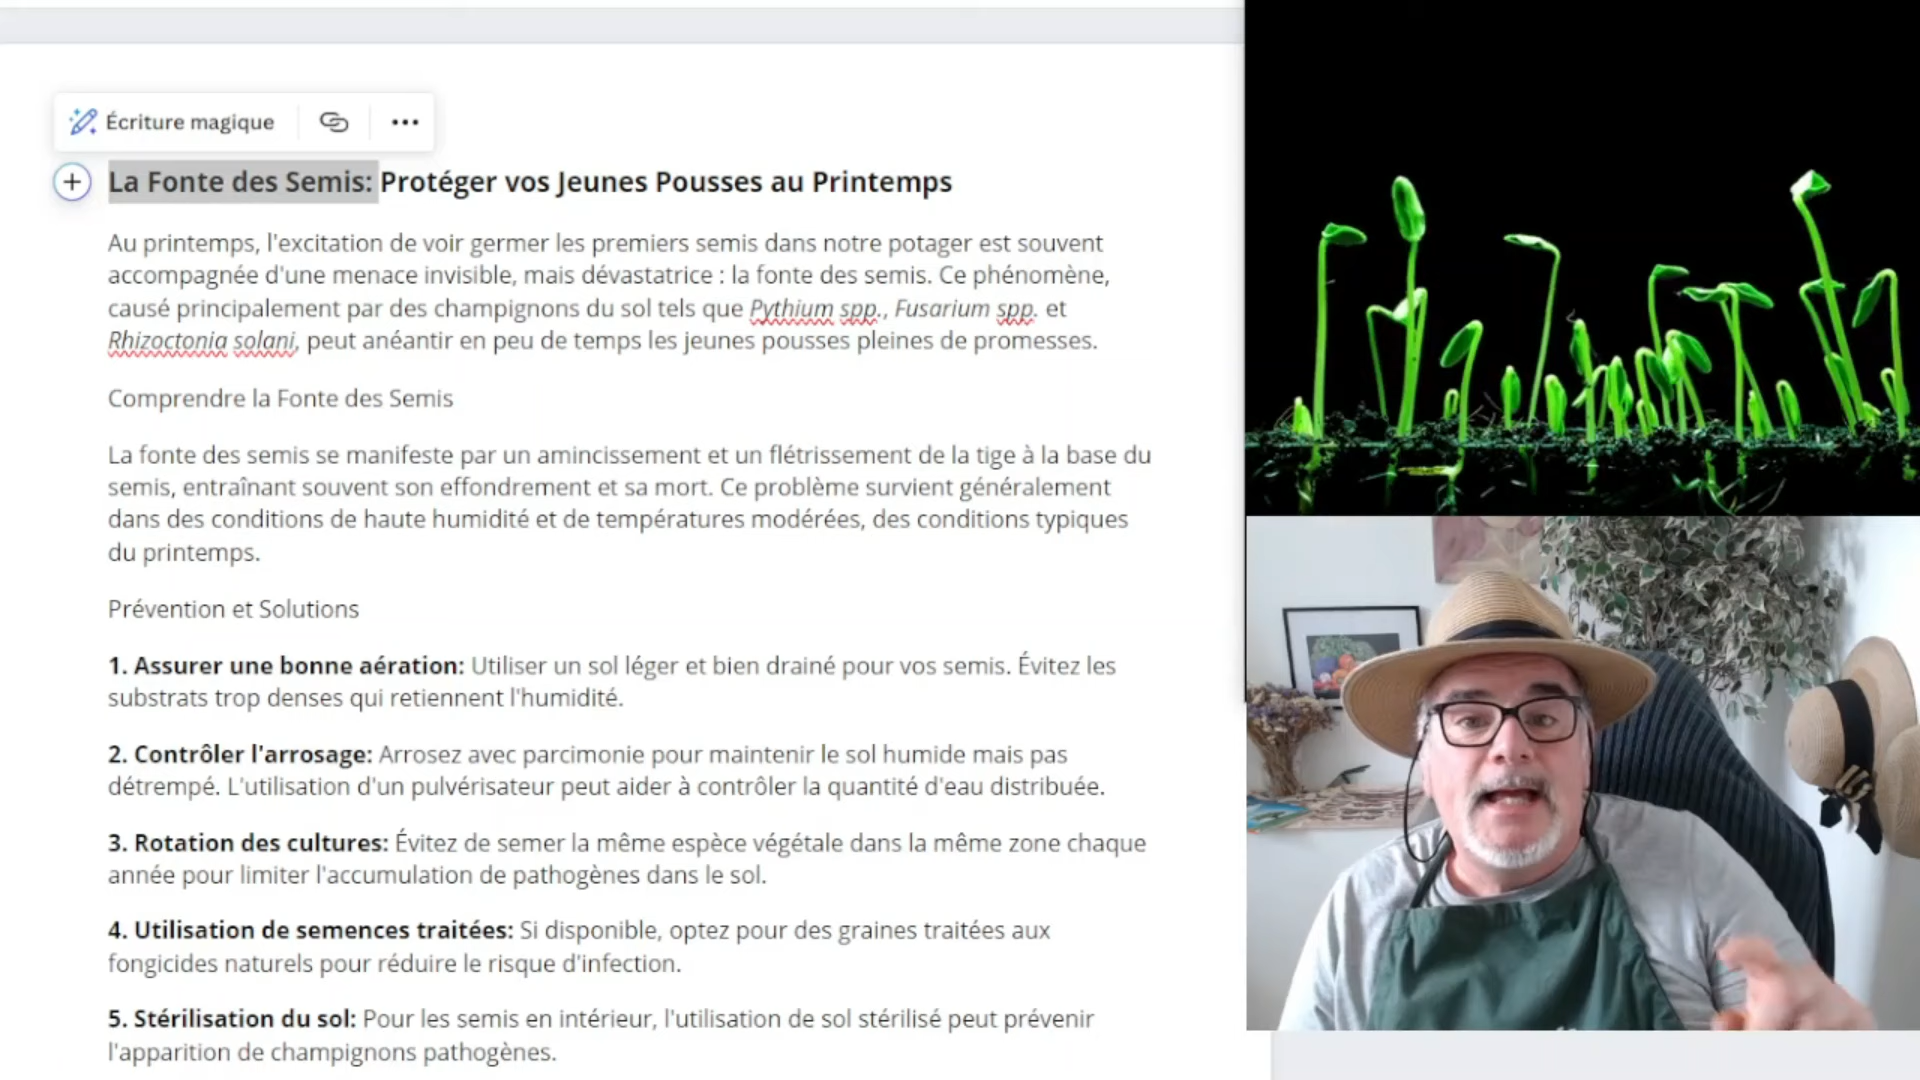 Écriture magique
La Fonte des Semis: Protéger vos Jeunes Pousses au Printemps
Au printemps, l'excitation de voir germer les premiers semis dans notre potager est souvent
accompagnée d'une menace invisible, mais dévastatrice : la fonte des semis. Ce phénomène,
causé principalement par des champignons du sol tels que Pythium spp., Fusarium spp. et
Rhizoctonia solani, peut anéantir en peu de temps les jeunes pousses pleines de promesses.
Comprendre la Fonte des Semis
La fonte des semis se manifeste par un amincissement et un flétrissement de la tige à la base du
semis, entraînant souvent son effondrement et sa mort. Ce problème survient généralement
dans des conditions de haute humidité et de températures modérées, des conditions typiques
du printemps.
Prévention et Solutions
1. Assurer une bonne aération: Utiliser un sol léger et bien drainé pour vos semis. Évitez les
substrats trop denses qui retiennent l'humidité.
2. Contrôler l'arrosage: Arrosez avec parcimonie pour maintenir le sol humide mais pas
détrempé. L'utilisation d'un pulvérisateur peut aider à contrôler la quantité d'eau distribuée.
3. Rotation des cultures: Évitez de semer la même espèce végétale dans la même zone chaque
année pour limiter l'accumulation de pathogènes dans le sol.
4. Utilisation de semences traitées: Si disponible, optez pour des graines traitées aux
fongicides naturels pour réduire le risque d'infection.
5. Stérilisation du sol: Pour les semis en intérieur, l'utilisation de sol stérilisé peut prévenir
l'apparition de champignons pathogènes.